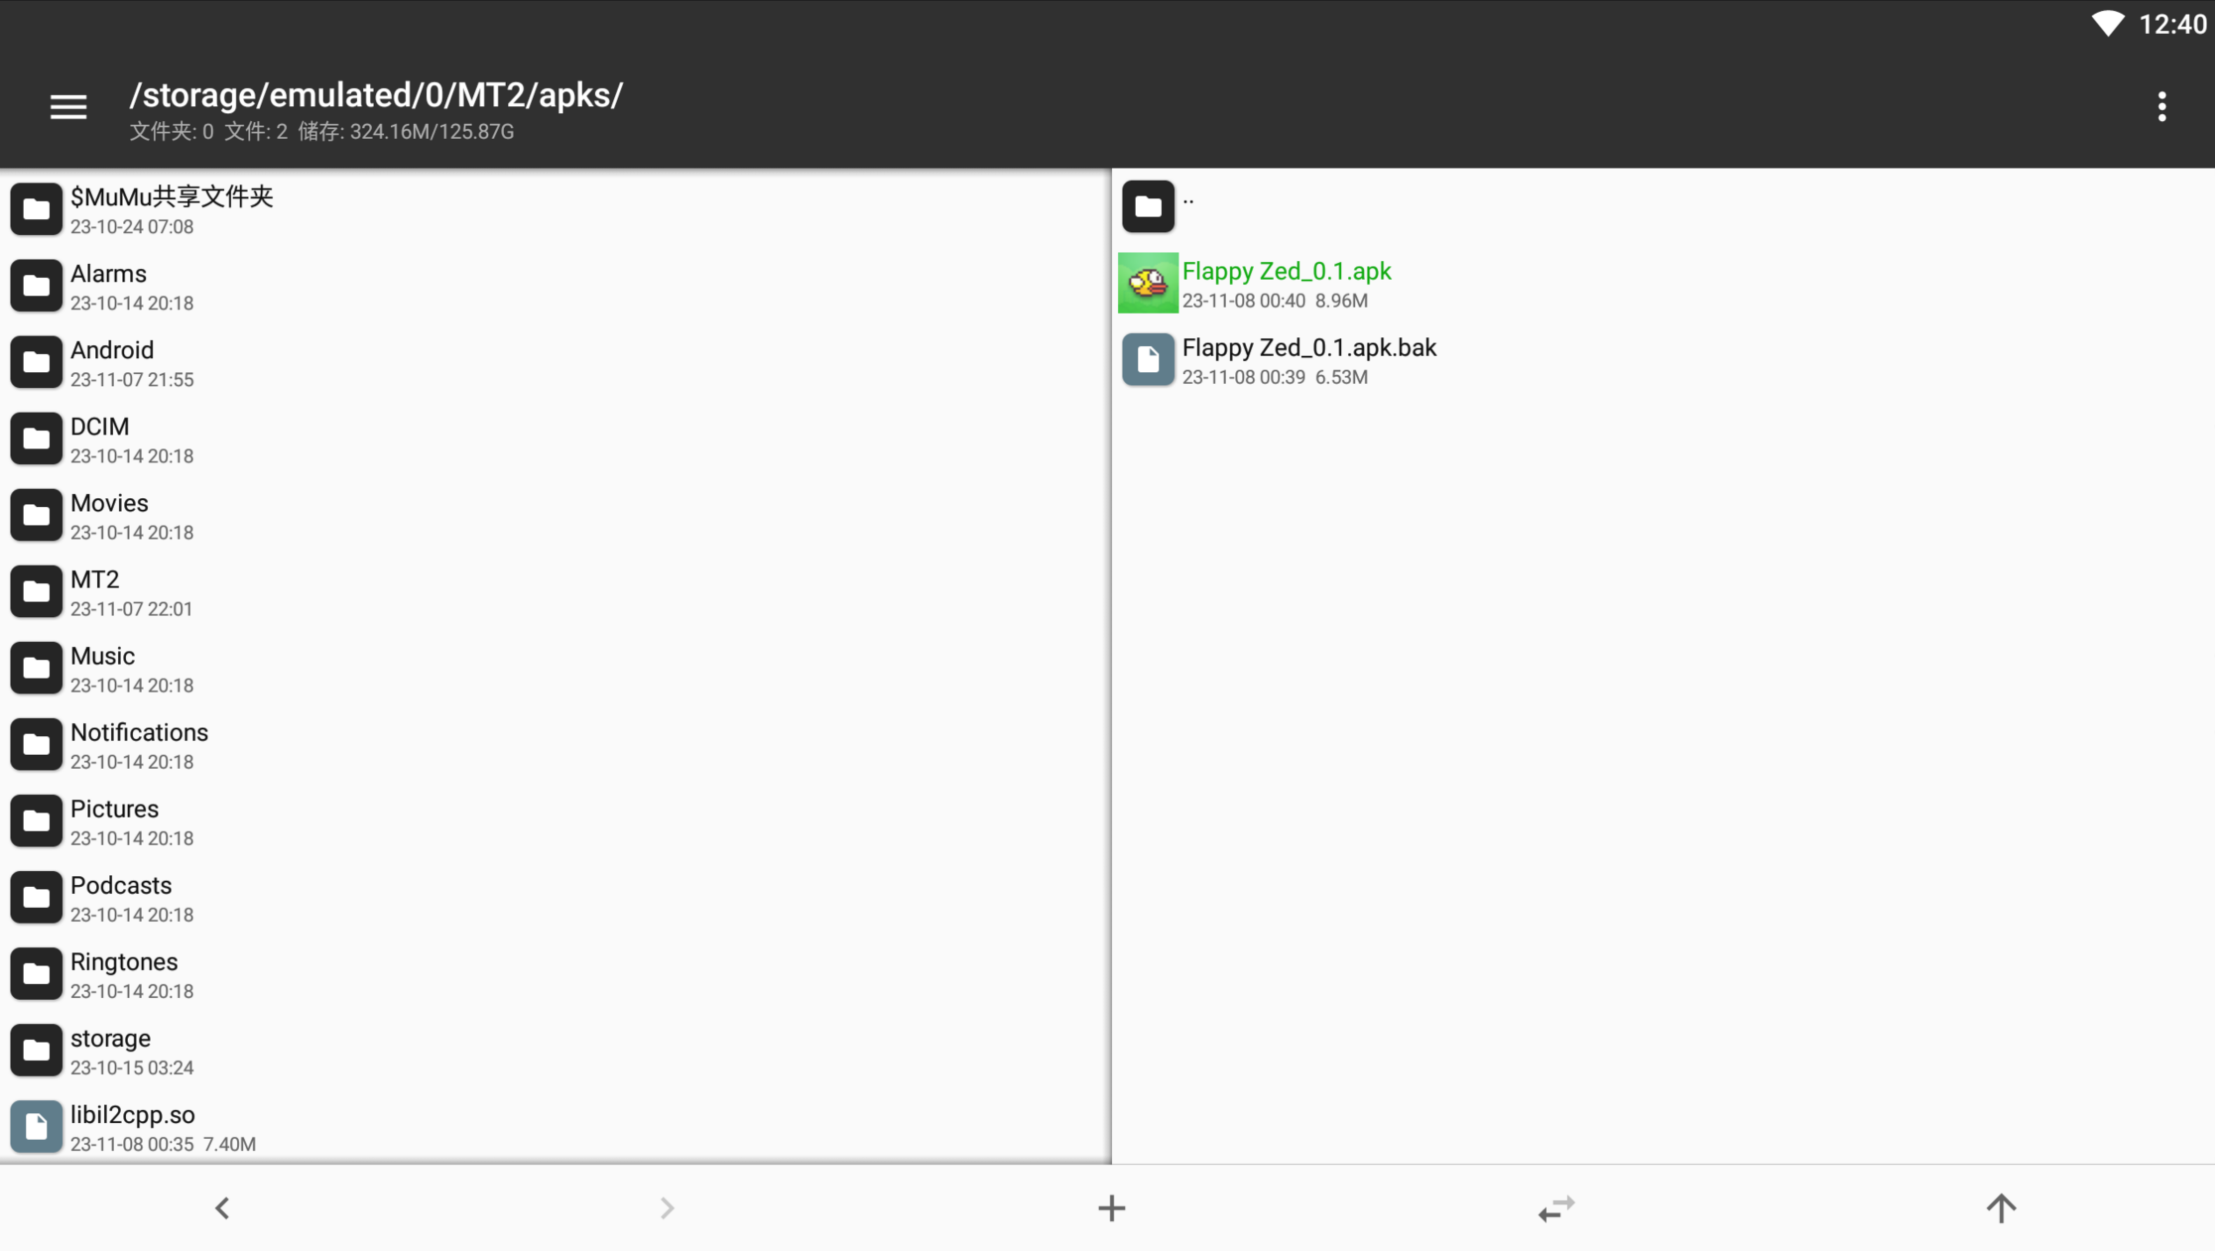 12:40
/storage/emulated/0/MT2/apks/
文件夹: 0 文件: 2 储存: 324.16M/125.87G
$MuMu共享文件夹
23-10-24 07:08
Alarms
23-10-14 20:18
Android
23-11-07 21:55
DCIM
23-10-14 20:18
Movies
23-10-14 20:18
MT2
23-11-07 22:01
Music
23-10-14 20:18
Notifications
23-10-14 20:18
Pictures
23-10-14 20:18
Podcasts
23-10-14 20:18
Ringtones
23-10-14 20:18
storage
23-10-15 03:24
libil2cpp.so
23-11-08 00:35 7.40M
..
Flappy Zed_0.1.apk
23-11-08 00:40 8.96M
Flappy Zed_0.1.apk.bak
23-11-08 00:39 6.53M